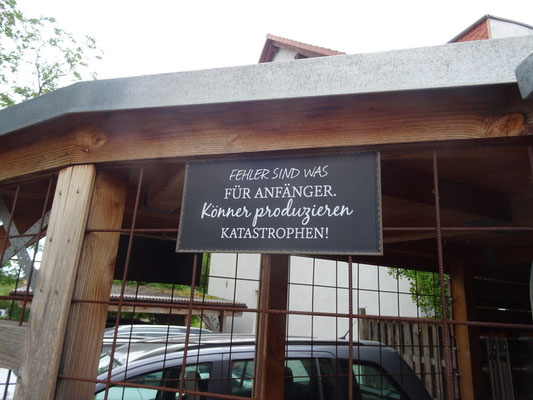 FEHLER SIND WAS
FÜR ANFÄNGER.
Könner produzieren
KATASTROPHEN!